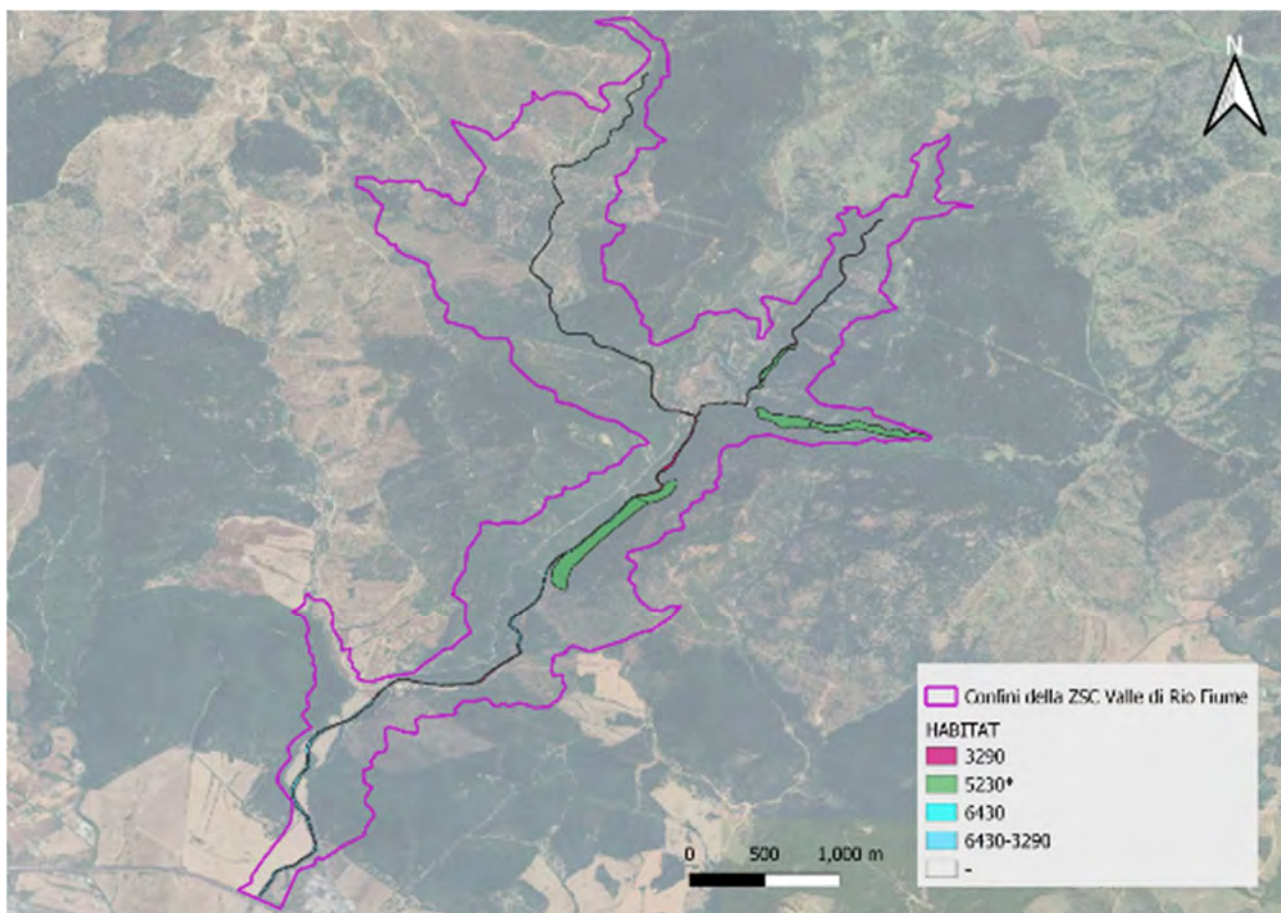 N
Confini della ZSC Valle di Rio Fiume
HABITAT
3290
5230*
6430
6430-3290
-
0 500 1,000 m